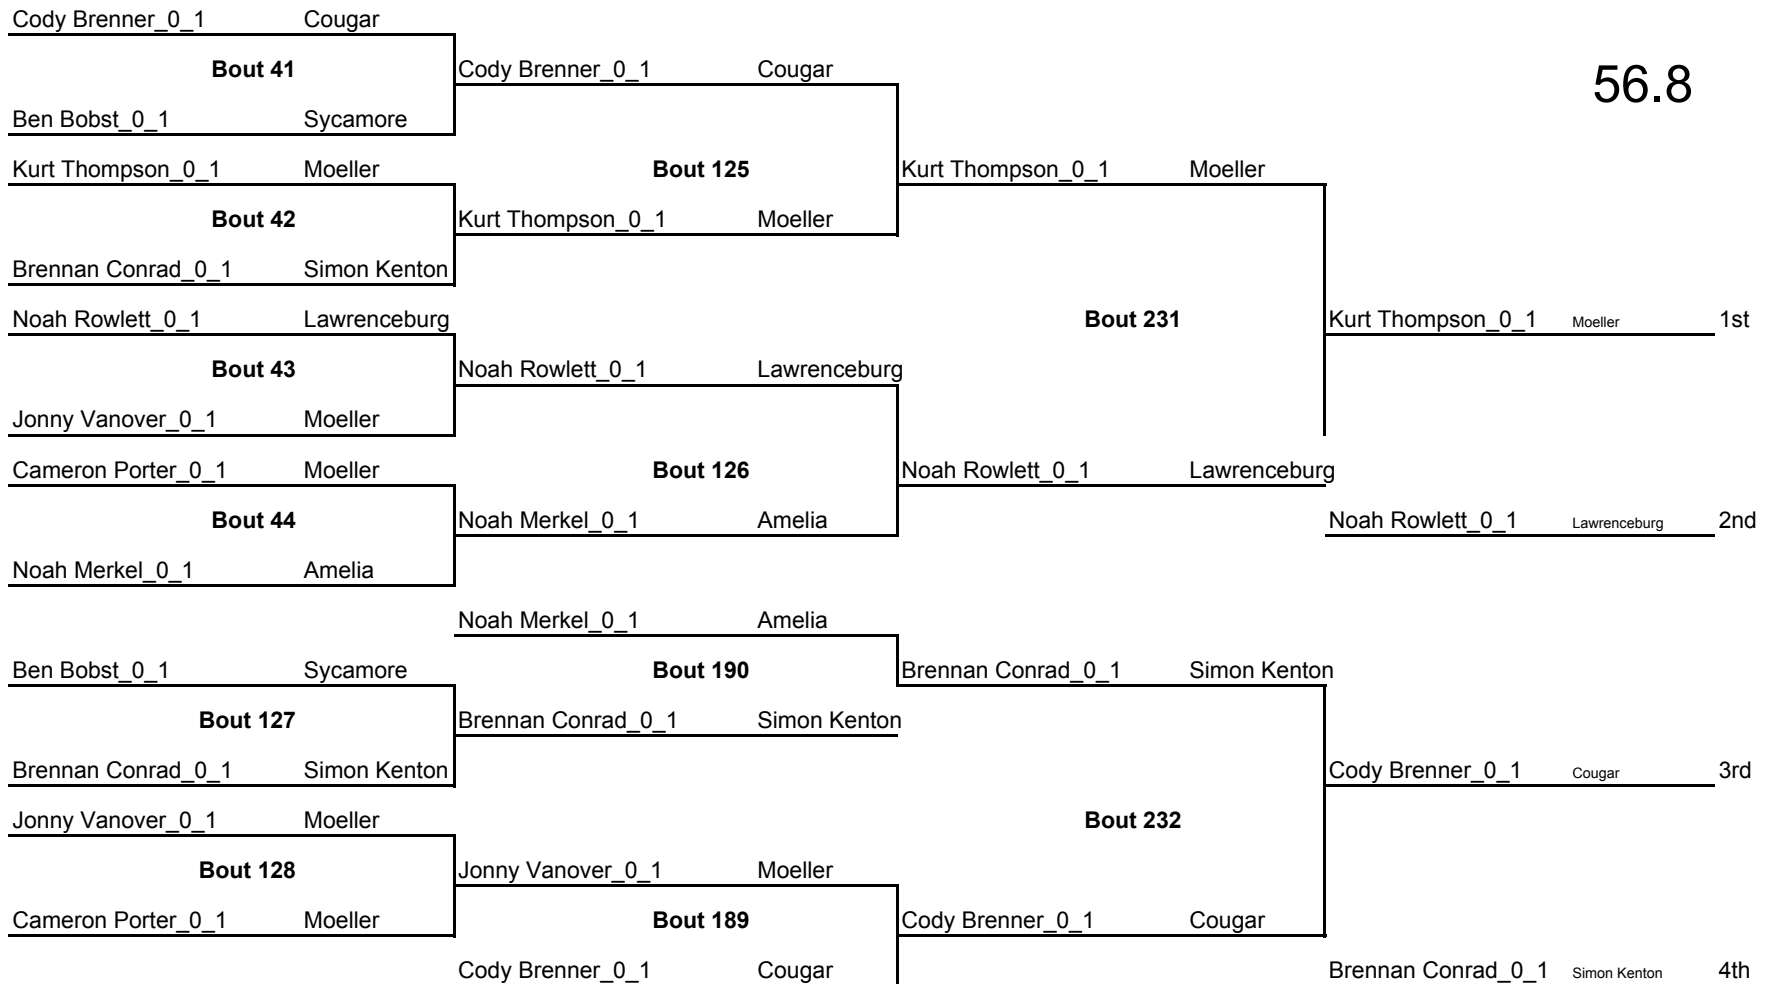 Cody Brenner_0_1 Cougar
Bout 41 Cody Brenner_0_1 Cougar 56.8
Ben Bobst_0_1 Sycamore
Kurt Thompson_0_1 Moeller Bout 125 Kurt Thompson_0_1 Moeller
Bout 42 Kurt Thompson_0_1 Moeller
Brennan Conrad_0_1 Simon Kenton
Noah Rowlett_0_1 Lawrenceburg Bout 231 Kurt Thompson_0_1 Moeller 1st
Bout 43 Noah Rowlett_0_1 Lawrenceburg
Jonny Vanover_0_1 Moeller
Cameron Porter_0_1 Moeller Bout 126 Noah Rowlett_0_1 Lawrenceburg
Bout 44 Noah Merkel_0_1 Amelia Noah Rowlett_0_1 Lawrenceburg 2nd
Noah Merkel_0_1 Amelia
Noah Merkel_0_1 Amelia
Ben Bobst_0_1 Sycamore Bout 190 Brennan Conrad_0_1 Simon Kenton
Bout 127 Brennan Conrad_0_1 Simon Kenton
Brennan Conrad_0_1 Simon Kenton Cody Brenner_0_1 Cougar 3rd
Jonny Vanover_0_1 Moeller Bout 232
Bout 128 Jonny Vanover_0_1 Moeller
Cameron Porter_0_1 Moeller Bout 189 Cody Brenner_0_1 Cougar
Cody Brenner_0_1 Cougar Brennan Conrad_0_1 Simon Kenton 4th